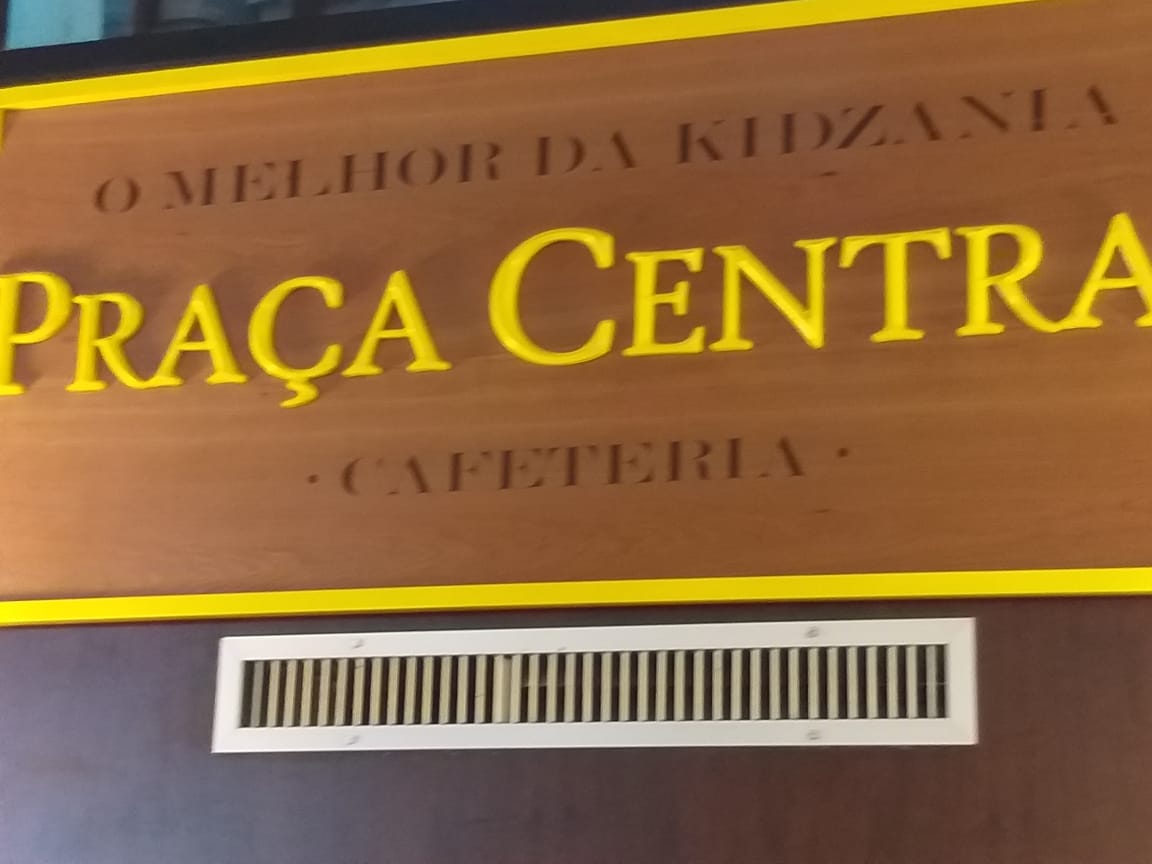 O MELHOR DA KIDZANIA
PRAÇA CENTRA
· CAFETERIA ·